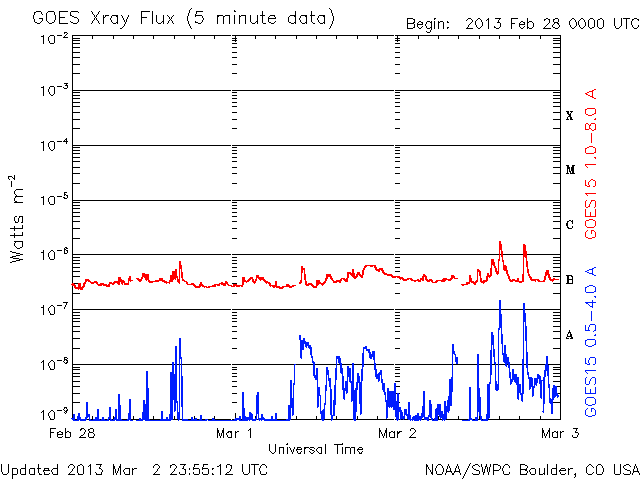 GOES Xray Flux (5 minute data)
Begin: 2013 Feb 28 0000 UTC
10⁻²
10⁻³
10⁻⁴
10⁻⁵
10⁻⁶
10⁻⁷
10⁻⁸
10⁻⁹
Watts m⁻²
X
M
C
B
A
GOES15 1.0-8.0 A
GOES15 0.5-4.0 A
Feb 28
Mar 1
Mar 2
Mar 3
Universal Time
Updated 2013 Mar 2 23:55:12 UTC
NOAA/SWPC Boulder, CO USA